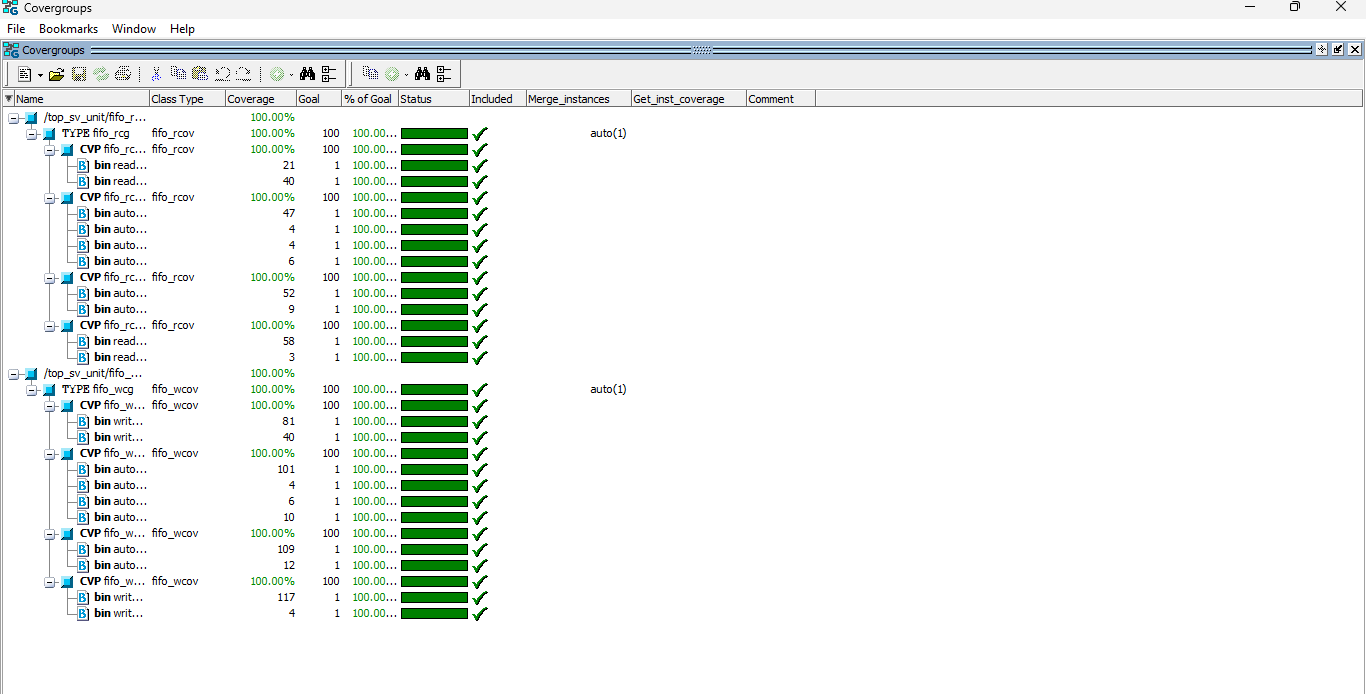 Covergroups
File Bookmarks Window Help
Covergroups
Name Class Type Coverage Goal % of Goal Status Included Merge_instances Get_inst_coverage Comment
/top_sv_unit/fifo_r... 100.00%
TYPE fifo_rcg fifo_rcov 100.00% 100 100.00... auto(1)
CVP fifo_rc... fifo_rcov 100.00% 100 100.00...
B bin read... 21 1 100.00...
B bin read... 40 1 100.00...
CVP fifo_rc... fifo_rcov 100.00% 100 100.00...
B bin auto... 47 1 100.00...
B bin auto... 4 1 100.00...
B bin auto... 4 1 100.00...
B bin auto... 6 1 100.00...
CVP fifo_rc... fifo_rcov 100.00% 100 100.00...
B bin auto... 52 1 100.00...
B bin auto... 9 1 100.00...
CVP fifo_rc... fifo_rcov 100.00% 100 100.00...
B bin read... 58 1 100.00...
B bin read... 3 1 100.00...
/top_sv_unit/fifo_... 100.00%
TYPE fifo_wcg fifo_wcov 100.00% 100 100.00... auto(1)
CVP fifo_w... fifo_wcov 100.00% 100 100.00...
B bin writ... 81 1 100.00...
B bin writ... 40 1 100.00...
CVP fifo_w... fifo_wcov 100.00% 100 100.00...
B bin auto... 101 1 100.00...
B bin auto... 4 1 100.00...
B bin auto... 6 1 100.00...
B bin auto... 10 1 100.00...
CVP fifo_w... fifo_wcov 100.00% 100 100.00...
B bin auto... 109 1 100.00...
B bin auto... 12 1 100.00...
CVP fifo_w... fifo_wcov 100.00% 100 100.00...
B bin writ... 117 1 100.00...
B bin writ... 4 1 100.00...